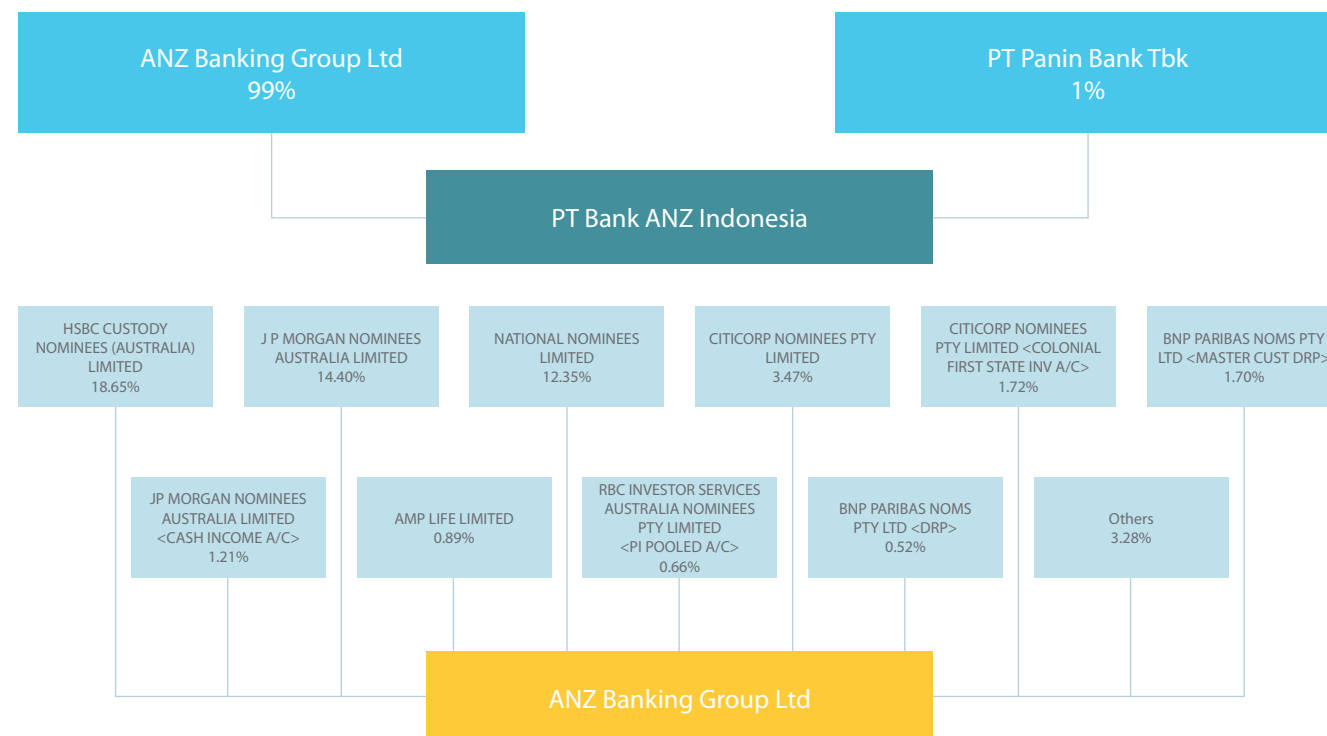 ANZ Banking Group Ltd
99%
PT Panin Bank Tbk
1%
PT Bank ANZ Indonesia
HSBC CUSTODY
NOMINEES (AUSTRALIA)
LIMITED
18.65%
J P MORGAN NOMINEES
AUSTRALIA LIMITED
14.40%
NATIONAL NOMINEES
LIMITED
12.35%
CITICORP NOMINEES PTY
LIMITED
3.47%
CITICORP NOMINEES
PTY LIMITED <COLONIAL
FIRST STATE INV A/C>
1.72%
BNP PARIBAS NOMS PTY
LTD <MASTER CUST DRP>
1.70%
JP MORGAN NOMINEES
AUSTRALIA LIMITED
<CASH INCOME A/C>
1.21%
AMP LIFE LIMITED
0.89%
RBC INVESTOR SERVICES
AUSTRALIA NOMINEES
PTY LIMITED
<PI POOLED A/C>
0.66%
BNP PARIBAS NOMS
PTY LTD <DRP>
0.52%
Others
3.28%
ANZ Banking Group Ltd